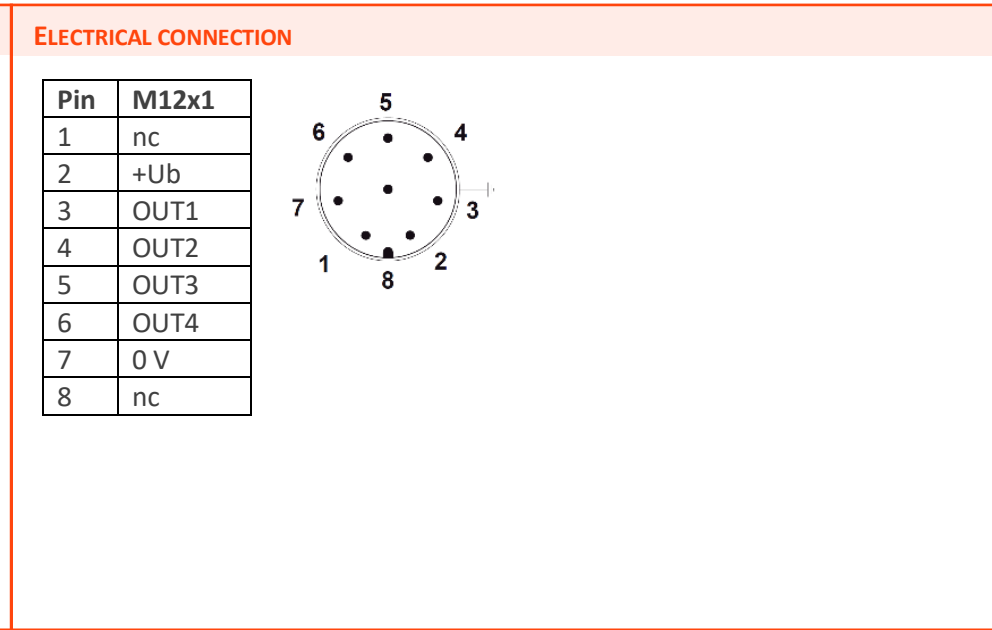 ELECTRICAL CONNECTION
Pin M12x1
1 nc
2 +Ub
3 OUT1
4 OUT2
5 OUT3
6 OUT4
7 0 V
8 nc
5
6 4
7 3
1 2
8